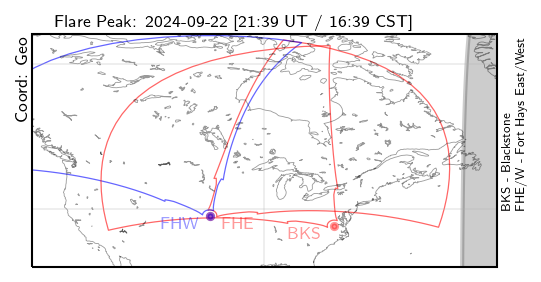 Flare Peak: 2024-09-22 [21:39 UT / 16:39 CST]
Coord: Geo
FHW
FHE
BKS
BKS - Blackstone
FHE/W - Fort Hays East/West